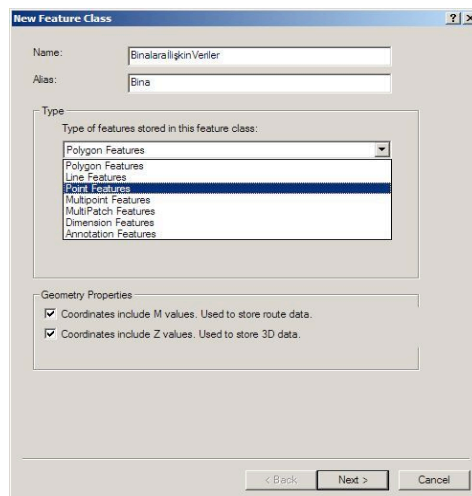 New Feature Class
Name: BinalaraİlişkinVeriler
Alias: Bina
Type
Type of features stored in this feature class:
Polygon Features
Polygon Features
Line Features
Point Features
Multipoint Features
MultiPatch Features
Dimension Features
Annotation Features
Geometry Properties
Coordinates include M values. Used to store route data.
Coordinates include Z values. Used to store 3D data.
< Back Next > Cancel